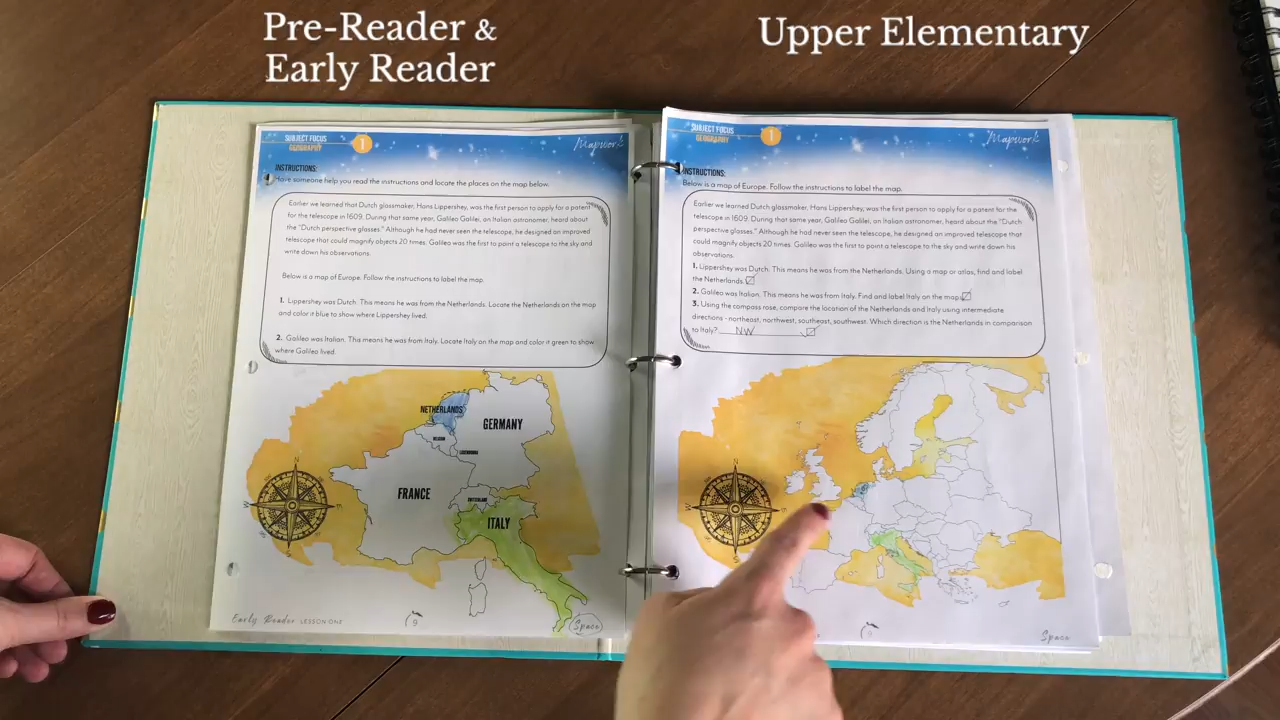 Pre-Reader &
Early Reader
Upper Elementary
SUBJECT FOCUS
GEOGRAPHY
1
Mapwork
INSTRUCTIONS:
Have someone help you read the instructions and locate the places on the map below.
Earlier we learned that Dutch glassmaker, Hans Lippershey, was the first person to apply for a patent
for the telescope in 1609. During that same year, Galileo Galilei, an Italian astronomer, heard about
the "Dutch perspective glasses." Although he had never seen the telescope, he designed an improved
telescope that could magnify objects 20 times. Galileo was the first to point a telescope to the sky and
write down his observations.
Below is a map of Europe. Follow the instructions to label the map.
1. Lippershey was Dutch. This means he was from the Netherlands. Locate the Netherlands on the map
and color it blue to show where Lippershey lived.
2. Galileo was Italian. This means he was from Italy. Locate Italy on the map and color it green to show
where Galileo lived.
NETHERLANDS
GERMANY
BELGIUM
LUXEMBOURG
FRANCE
SWITZERLAND
ITALY
N
W
E
S
Early Reader LESSON ONE
9
Space
SUBJECT FOCUS
GEOGRAPHY
1
Mapwork
INSTRUCTIONS:
Below is a map of Europe. Follow the instructions to label the map.
Earlier we learned Dutch glassmaker, Hans Lippershey, was the first person to apply for a patent for the
telescope in 1609. During that same year, Galileo Galilei, an Italian astronomer, heard about the "Dutch
perspective glasses." Although he had never seen the telescope, he designed an improved telescope that
could magnify objects 20 times. Galileo was the first to point a telescope to the sky and write down his
observations.
1. Lippershey was Dutch. This means he was from the Netherlands. Using a map or atlas, find and label
the Netherlands.
2. Galileo was Italian. This means he was from Italy. Find and label Italy on the map.
3. Using the compass rose, compare the location of the Netherlands and Italy using intermediate
directions - northeast, northwest, southeast, southwest. Which direction is the Netherlands in comparison
to Italy? NW
N
W
E
S
9
Space